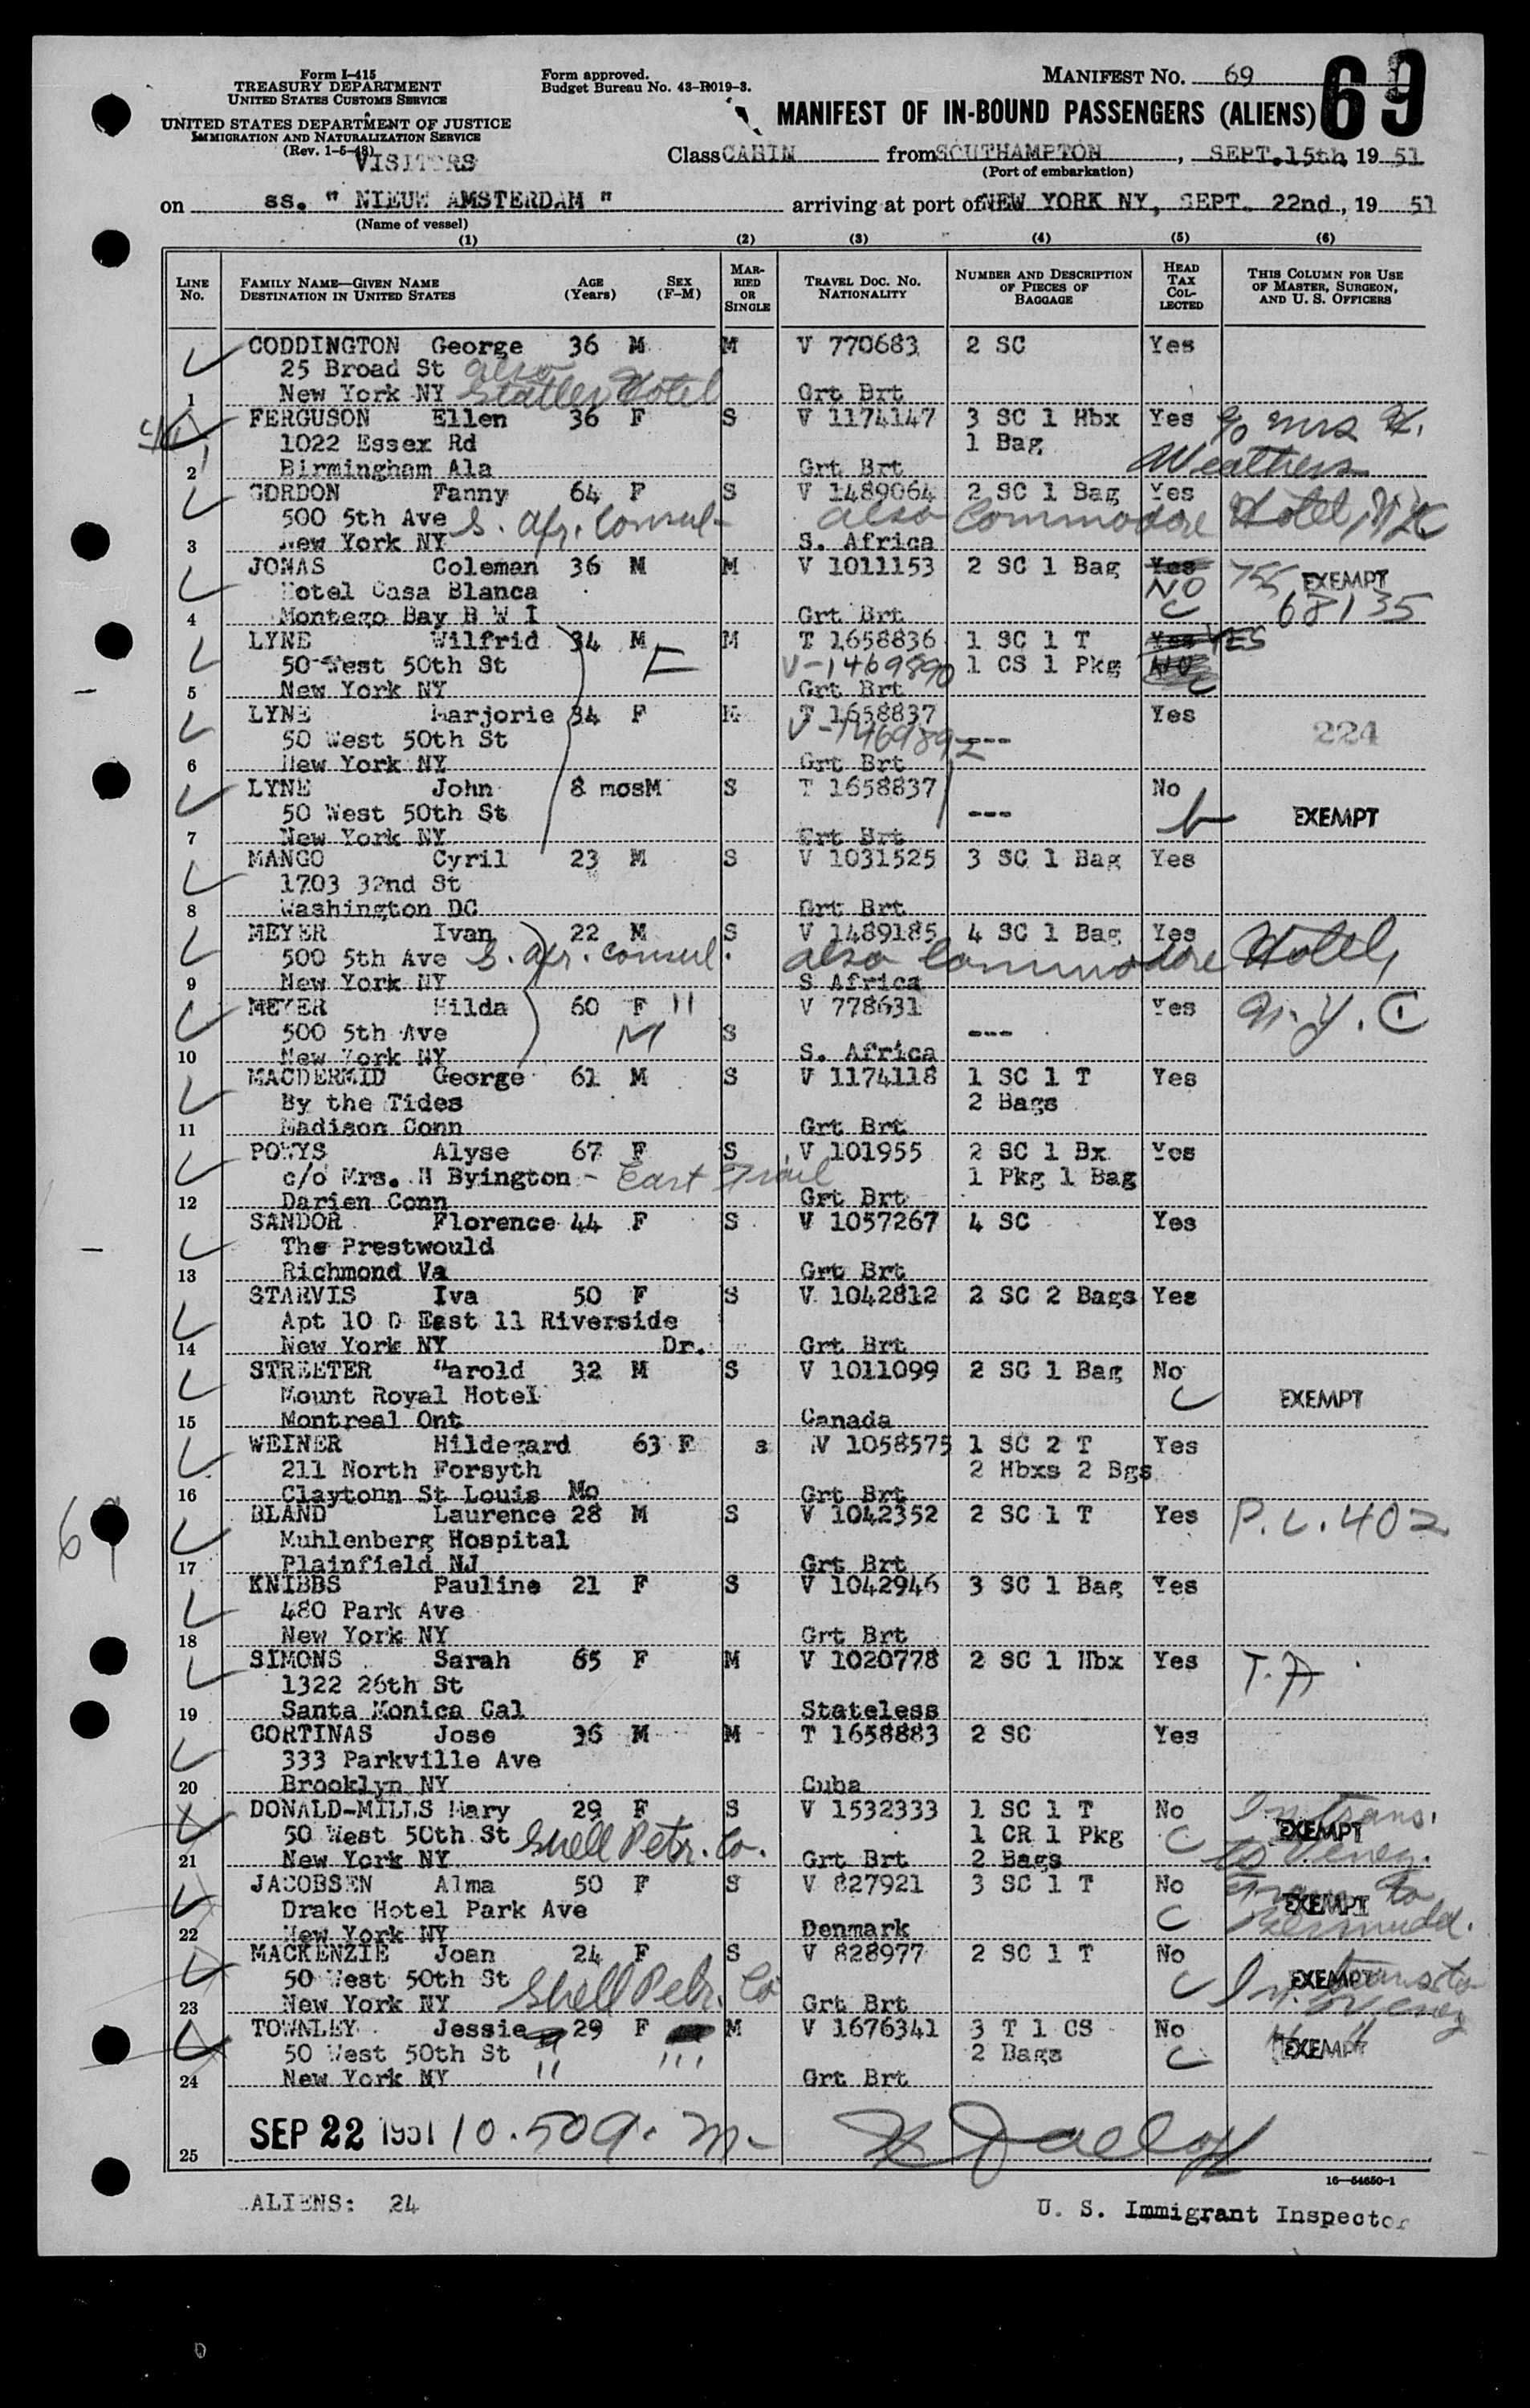 Form I-415
TREASURY DEPARTMENT
UNITED STATES CUSTOMS SERVICE
UNITED STATES DEPARTMENT OF JUSTICE
IMMIGRATION AND NATURALIZATION SERVICE
(Rev. 1-5-48)
VISITORS
Form approved.
Budget Bureau No. 43-R019-3.
MANIFEST NO. 69
69
MANIFEST OF IN-BOUND PASSENGERS (ALIENS)
Class CABIN from SOUTHAMPTON, SEPT. 15th, 19 51
(Port of embarkation)
on ss. " NIEUW AMSTERDAM " arriving at port of NEW YORK NY, SEPT. 22nd, 19 51
(Name of vessel)
(1) (2) (3) (4) (5) (6)
LINE No. FAMILY NAME—GIVEN NAME DESTINATION IN UNITED STATES AGE (Years) SEX (F-M) MARRIED OR SINGLE TRAVEL DOC. NO. NATIONALITY NUMBER AND DESCRIPTION OF PIECES OF BAGGAGE HEAD TAX COLLECTED THIS COLUMN FOR USE OF MASTER, SURGEON, AND U. S. OFFICERS
CODDINGTON George 36 M M V 770683 2 SC Yes
25 Broad St also
1 New York NY Statler Hotel Grt Brt
FERGUSON Ellen 36 F S V 1174147 3 SC 1 Hbx Yes c/o Mrs H.
1022 Essex Rd 1 Bag
2 Birmingham Ala Grt Brt Weathers
GORDON Fanny 64 F S V 1489064 2 SC 1 Bag Yes
500 5th Ave S. Afr. Consul- also Commodore Hotel, NYC
3 New York NY S. Africa
JONAS Coleman 36 M M V 1011153 2 SC 1 Bag Yes 755 EXEMPT
Hotel Casa Blanca NO 68135
4 Montego Bay B W I Grt Brt C
LYNE Wilfrid 34 M M T 1658836 1 SC 1 T Yes YES
50 West 50th St V-1469890 1 CS 1 Pkg NO
5 New York NY Grt Brt C
LYNE Marjorie 34 F M T 1658837 Yes
50 West 50th St V-1469892 --- 224
6 New York NY Grt Brt
LYNE John 8 mos M S T 1658837 No
50 West 50th St --- EXEMPT
7 New York NY Grt Brt
MANGO Cyril 23 M S V 1031525 3 SC 1 Bag Yes
1703 32nd St
8 Washington DC Grt Brt
MEYER Ivan 22 M S V 1489185 4 SC 1 Bag Yes
500 5th Ave S. Afr. Consul. also Commodore Hotel,
9 New York NY S Africa
MEYER Hilda 60 F " V 778631 Yes N.Y.C
500 5th Ave M S ---
10 New York NY S. Africa
MACDERMID George 61 M S V 1174118 1 SC 1 T Yes
By the Tides 2 Bags
11 Madison Conn Grt Brt
POWYS Alyse 67 F S V 101955 2 SC 1 Bx Yes
c/o Mrs. H Byington - East Trail 1 Pkg 1 Bag
12 Darien Conn Grt Brt
SANDOR Florence 44 F S V 1057267 4 SC Yes
The Prestwould
13 Richmond Va Grt Brt
STARVIS Iva 50 F S V 1042812 2 SC 2 Bags Yes
Apt 10 D East 11 Riverside
14 New York NY Dr. Grt Brt
STREETER Harold 32 M S V 1011099 2 SC 1 Bag No
Mount Royal Hotel C EXEMPT
15 Montreal Ont Canada
WEINER Hildegard 63 F s V 1058575 1 SC 2 T Yes
211 North Forsyth 2 Hbxs 2 Bgs
16 Claytonn St Louis Mo Grt Brt
BLAND Laurence 28 M S V 1042352 2 SC 1 T Yes P.L. 402
Muhlenberg Hospital
17 Plainfield NJ Grt Brt
KNIBBS Pauline 21 F S V 1042946 3 SC 1 Bag Yes
480 Park Ave
18 New York NY Grt Brt
SIMONS Sarah 65 F M V 1020778 2 SC 1 Hbx Yes T.A
1322 26th St
19 Santa Monica Cal Stateless
CORTINAS Jose 36 M M T 1658883 2 SC Yes
333 Parkville Ave
20 Brooklyn NY Cuba
DONALD-MILLS Mary 29 F S V 1532333 1 SC 1 T No In trans.
50 West 50th St Shell Petr. Co. 1 CR 1 Pkg C EXEMPT
21 New York NY Grt Brt 2 Bags to Venez.
JACOBSEN Alma 50 F S V 827921 3 SC 1 T No Trans to
Drake Hotel Park Ave C EXEMPT
22 New York NY Denmark Bermuda.
MACKENZIE Joan 24 F S V 828977 2 SC 1 T No
50 West 50th St Shell Petr. Co C EXEMPT In trans to
23 New York NY Grt Brt Venez
TOWNLEY Jessie 29 F M V 1676341 3 T 1 CS No " "
50 West 50th St " 2 Bags C EXEMPT
24 New York NY Grt Brt
25 SEP 22 1951 10.50 a.m-
16—54650-1
ALIENS: 24
U. S. Immigrant Inspector